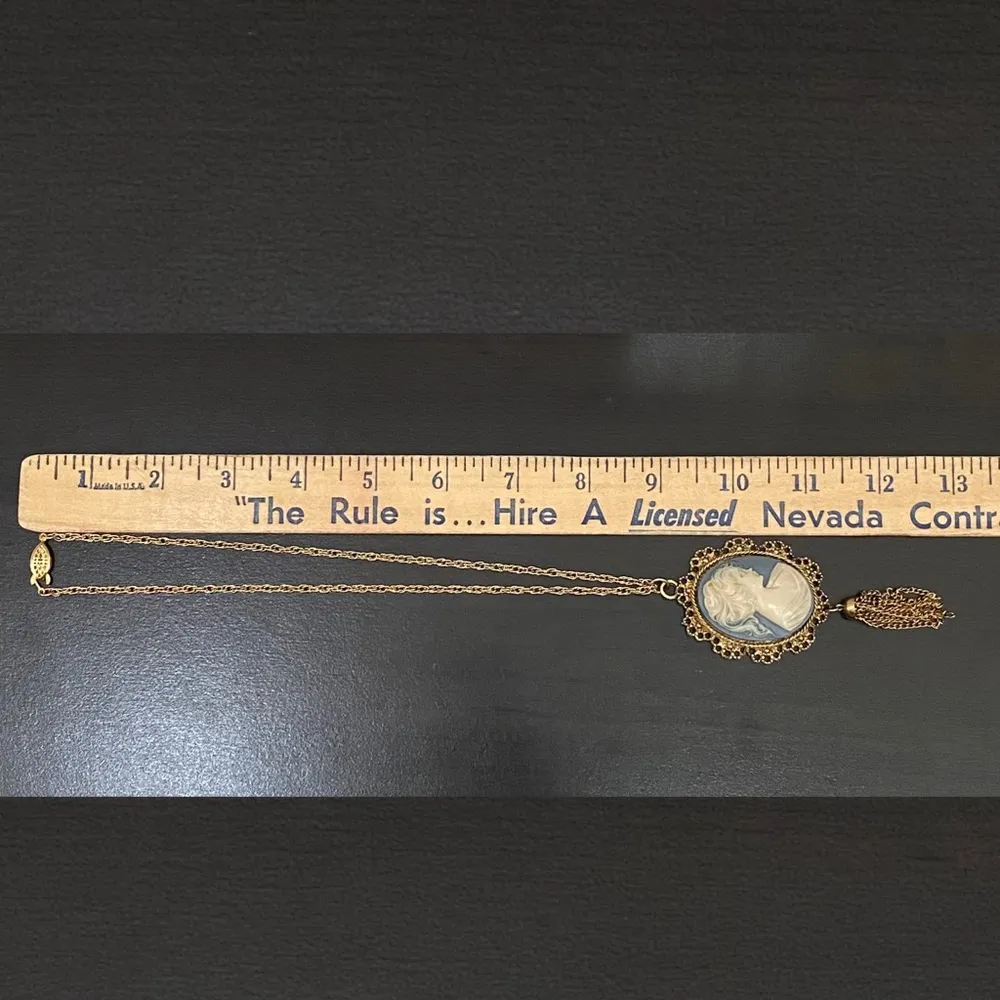 1 2 3 4 5 6 7 8 9 10 11 12 13
Made in U.S.A.
"The Rule is...Hire A Licensed Nevada Contr